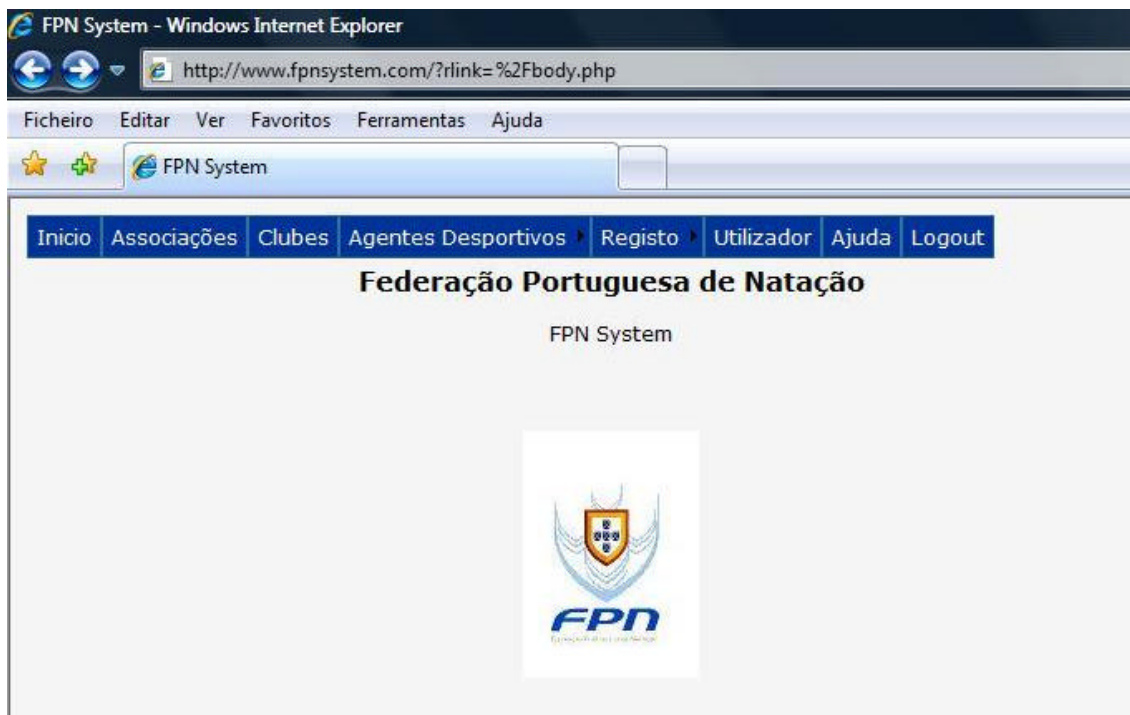 FPN System - Windows Internet Explorer
http://www.fpnsystem.com/?rlink=%2Fbody.php
Ficheiro Editar Ver Favoritos Ferramentas Ajuda
FPN System
Inicio Associações Clubes Agentes Desportivos Registo Utilizador Ajuda Logout
Federação Portuguesa de Natação
FPN System
FPN